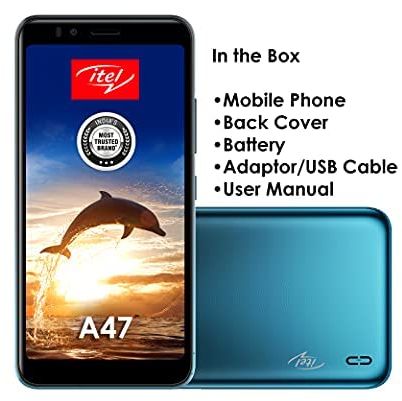 itel
INDIA'S
MOST
TRUSTED
BRAND
A47
In the Box
•Mobile Phone
•Back Cover
•Battery
•Adaptor/USB Cable
•User Manual
itel